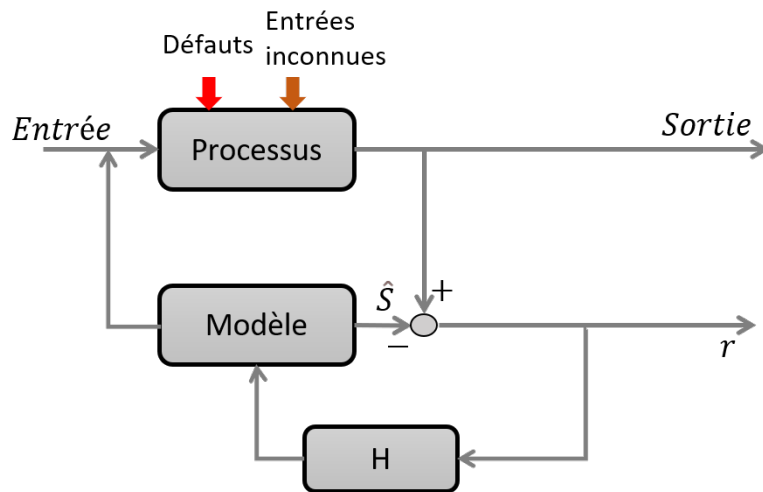 Défauts
Entrées
inconnues
Entrée
Processus
Sortie
Modèle
Ŝ
+
−
r
H